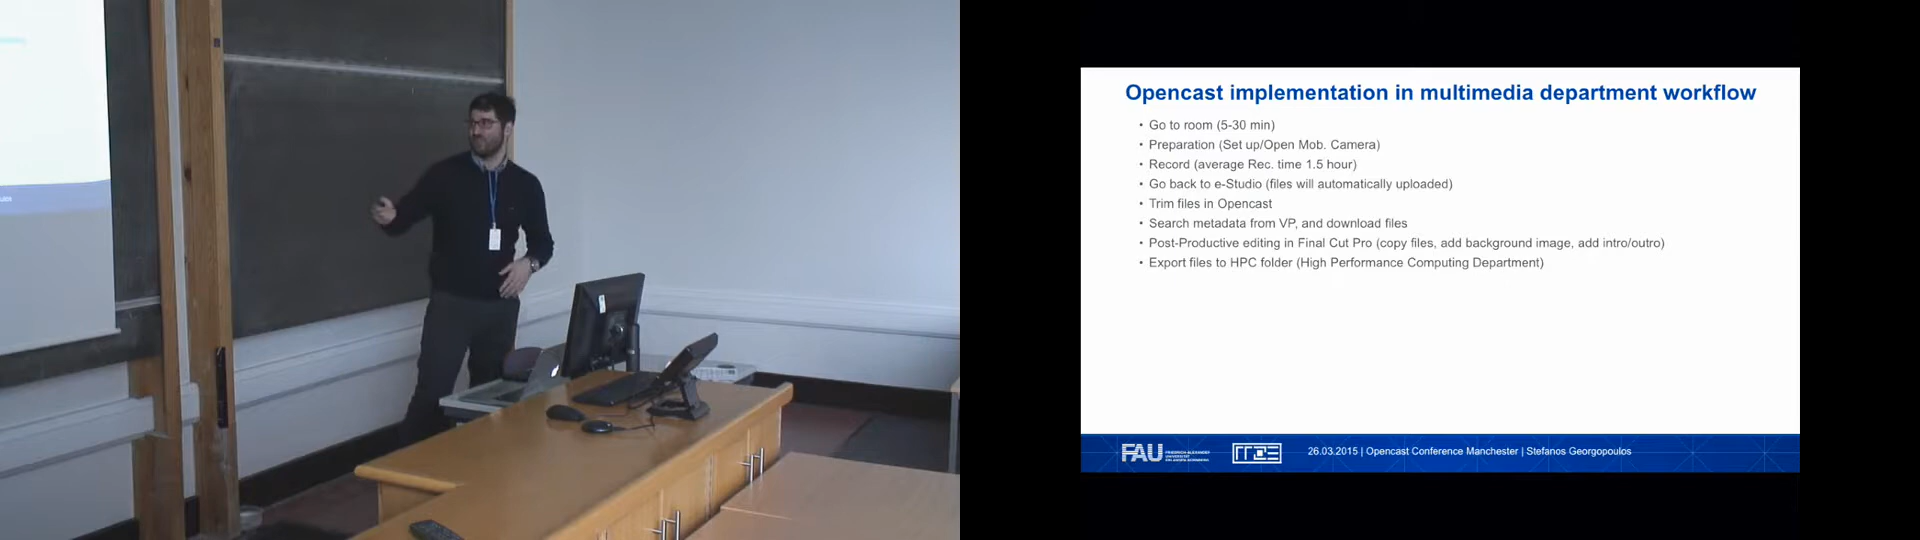 Opencast implementation in multimedia department workflow
• Go to room (5-30 min)
• Preparation (Set up/Open Mob. Camera)
• Record (average Rec. time 1.5 hour)
• Go back to e-Studio (files will automatically uploaded)
• Trim files in Opencast
• Search metadata from VP, and download files
• Post-Productive editing in Final Cut Pro (copy files, add background image, add intro/outro)
• Export files to HPC folder (High Performance Computing Department)
FAU
26.03.2015 | Opencast Conference Manchester | Stefanos Georgopoulos